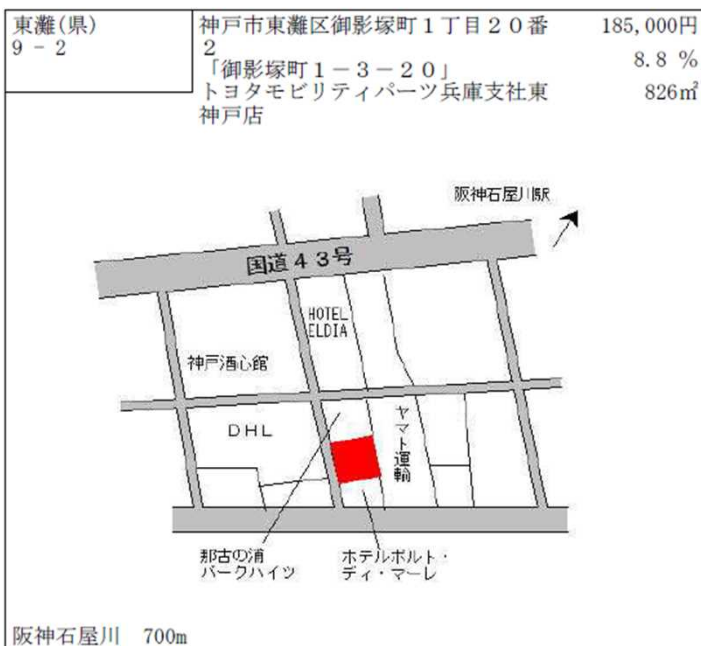 東灘(県)
9 - 2
神戸市東灘区御影塚町１丁目２０番
２
「御影塚町１－３－２０」
トヨタモビリティパーツ兵庫支社東
神戸店
185,000円
8.8 %
826㎡
阪神石屋川駅
国道４３号
HOTEL
ELDIA
神戸酒心館
DHL
ヤマト運輸
那古の浦
パークハイツ
ホテルポルト・
ディ・マーレ
阪神石屋川　700m